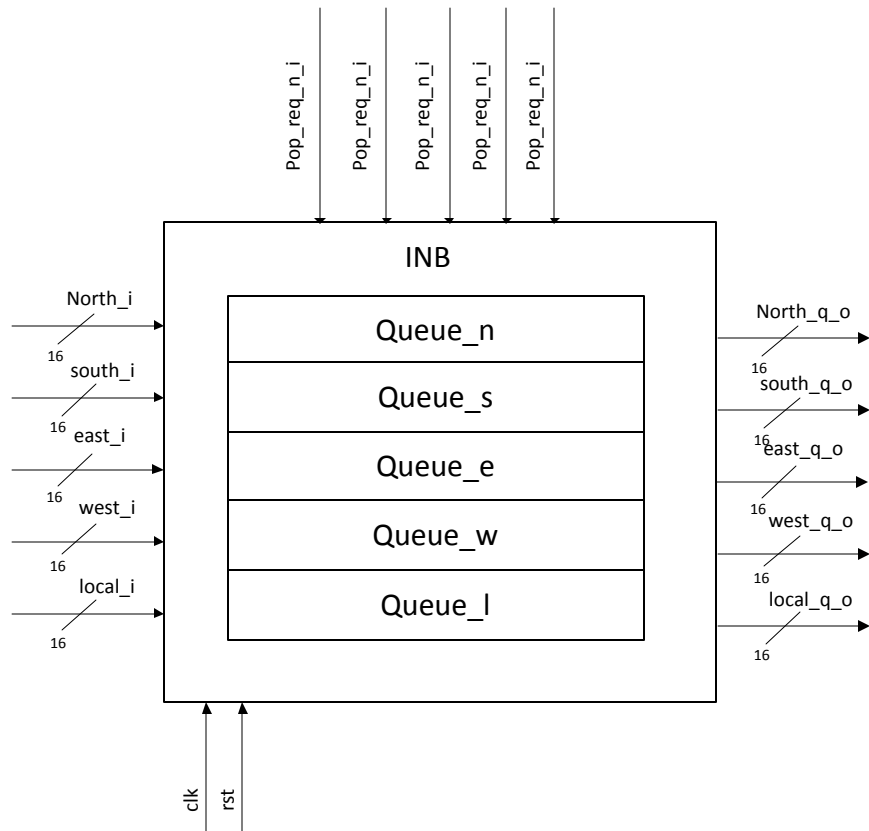 Pop_req_n_i
Pop_req_n_i
Pop_req_n_i
Pop_req_n_i
Pop_req_n_i
INB
North_i
16
south_i
16
east_i
16
west_i
16
local_i
16
Queue_n
Queue_s
Queue_e
Queue_w
Queue_l
North_q_o
16
south_q_o
16
east_q_o
16
west_q_o
16
local_q_o
16
clk
rst